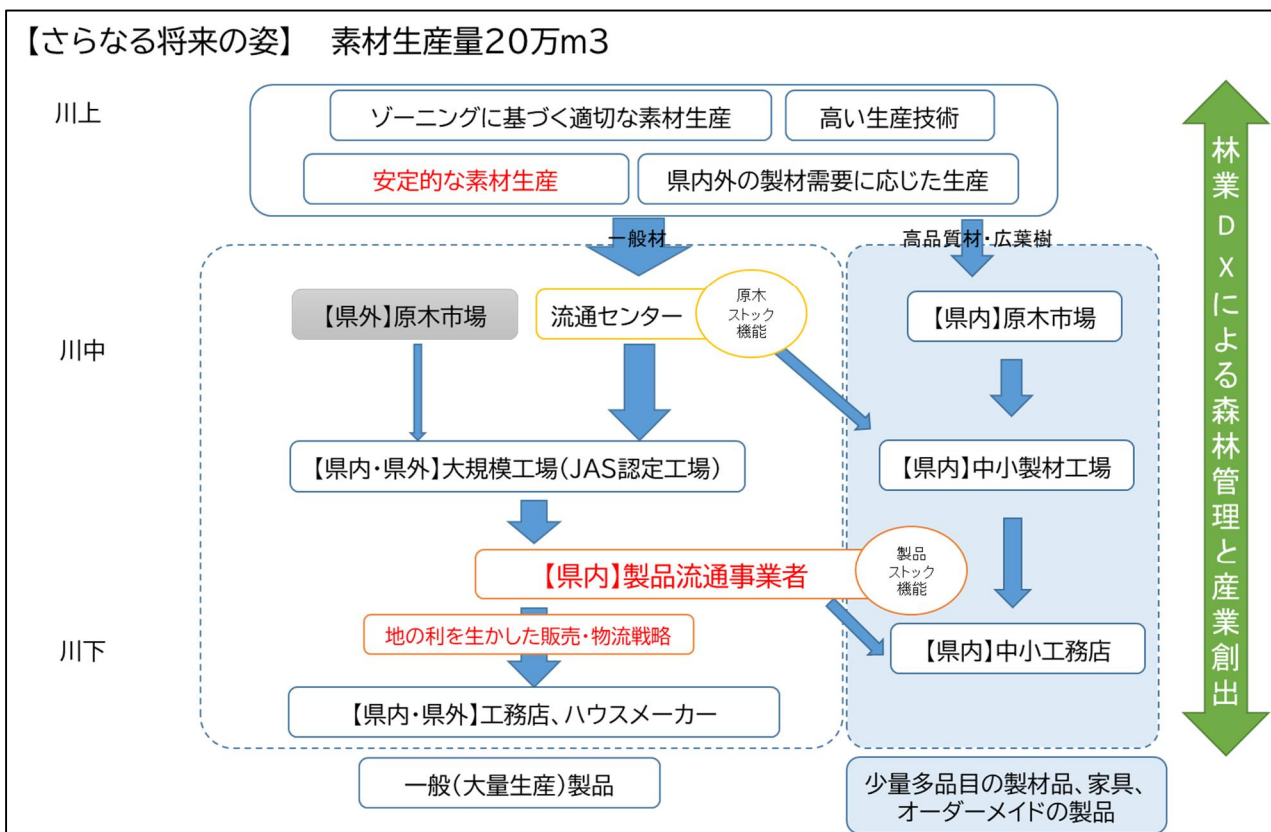 【さらなる将来の姿】 素材生産量20万m3
川上
ゾーニングに基づく適切な素材生産
高い生産技術
安定的な素材生産
県内外の製材需要に応じた生産
一般材
高品質材・広葉樹
川中
【県外】原木市場
流通センター
原木
ストック
機能
【県内】原木市場
【県内・県外】大規模工場(JAS認定工場)
【県内】中小製材工場
【県内】製品流通事業者
製品
ストック
機能
川下
地の利を生かした販売・物流戦略
【県内】中小工務店
【県内・県外】工務店、ハウスメーカー
一般(大量生産)製品
少量多品目の製材品、家具、
オーダーメイドの製品
林業DXによる森林管理と産業創出